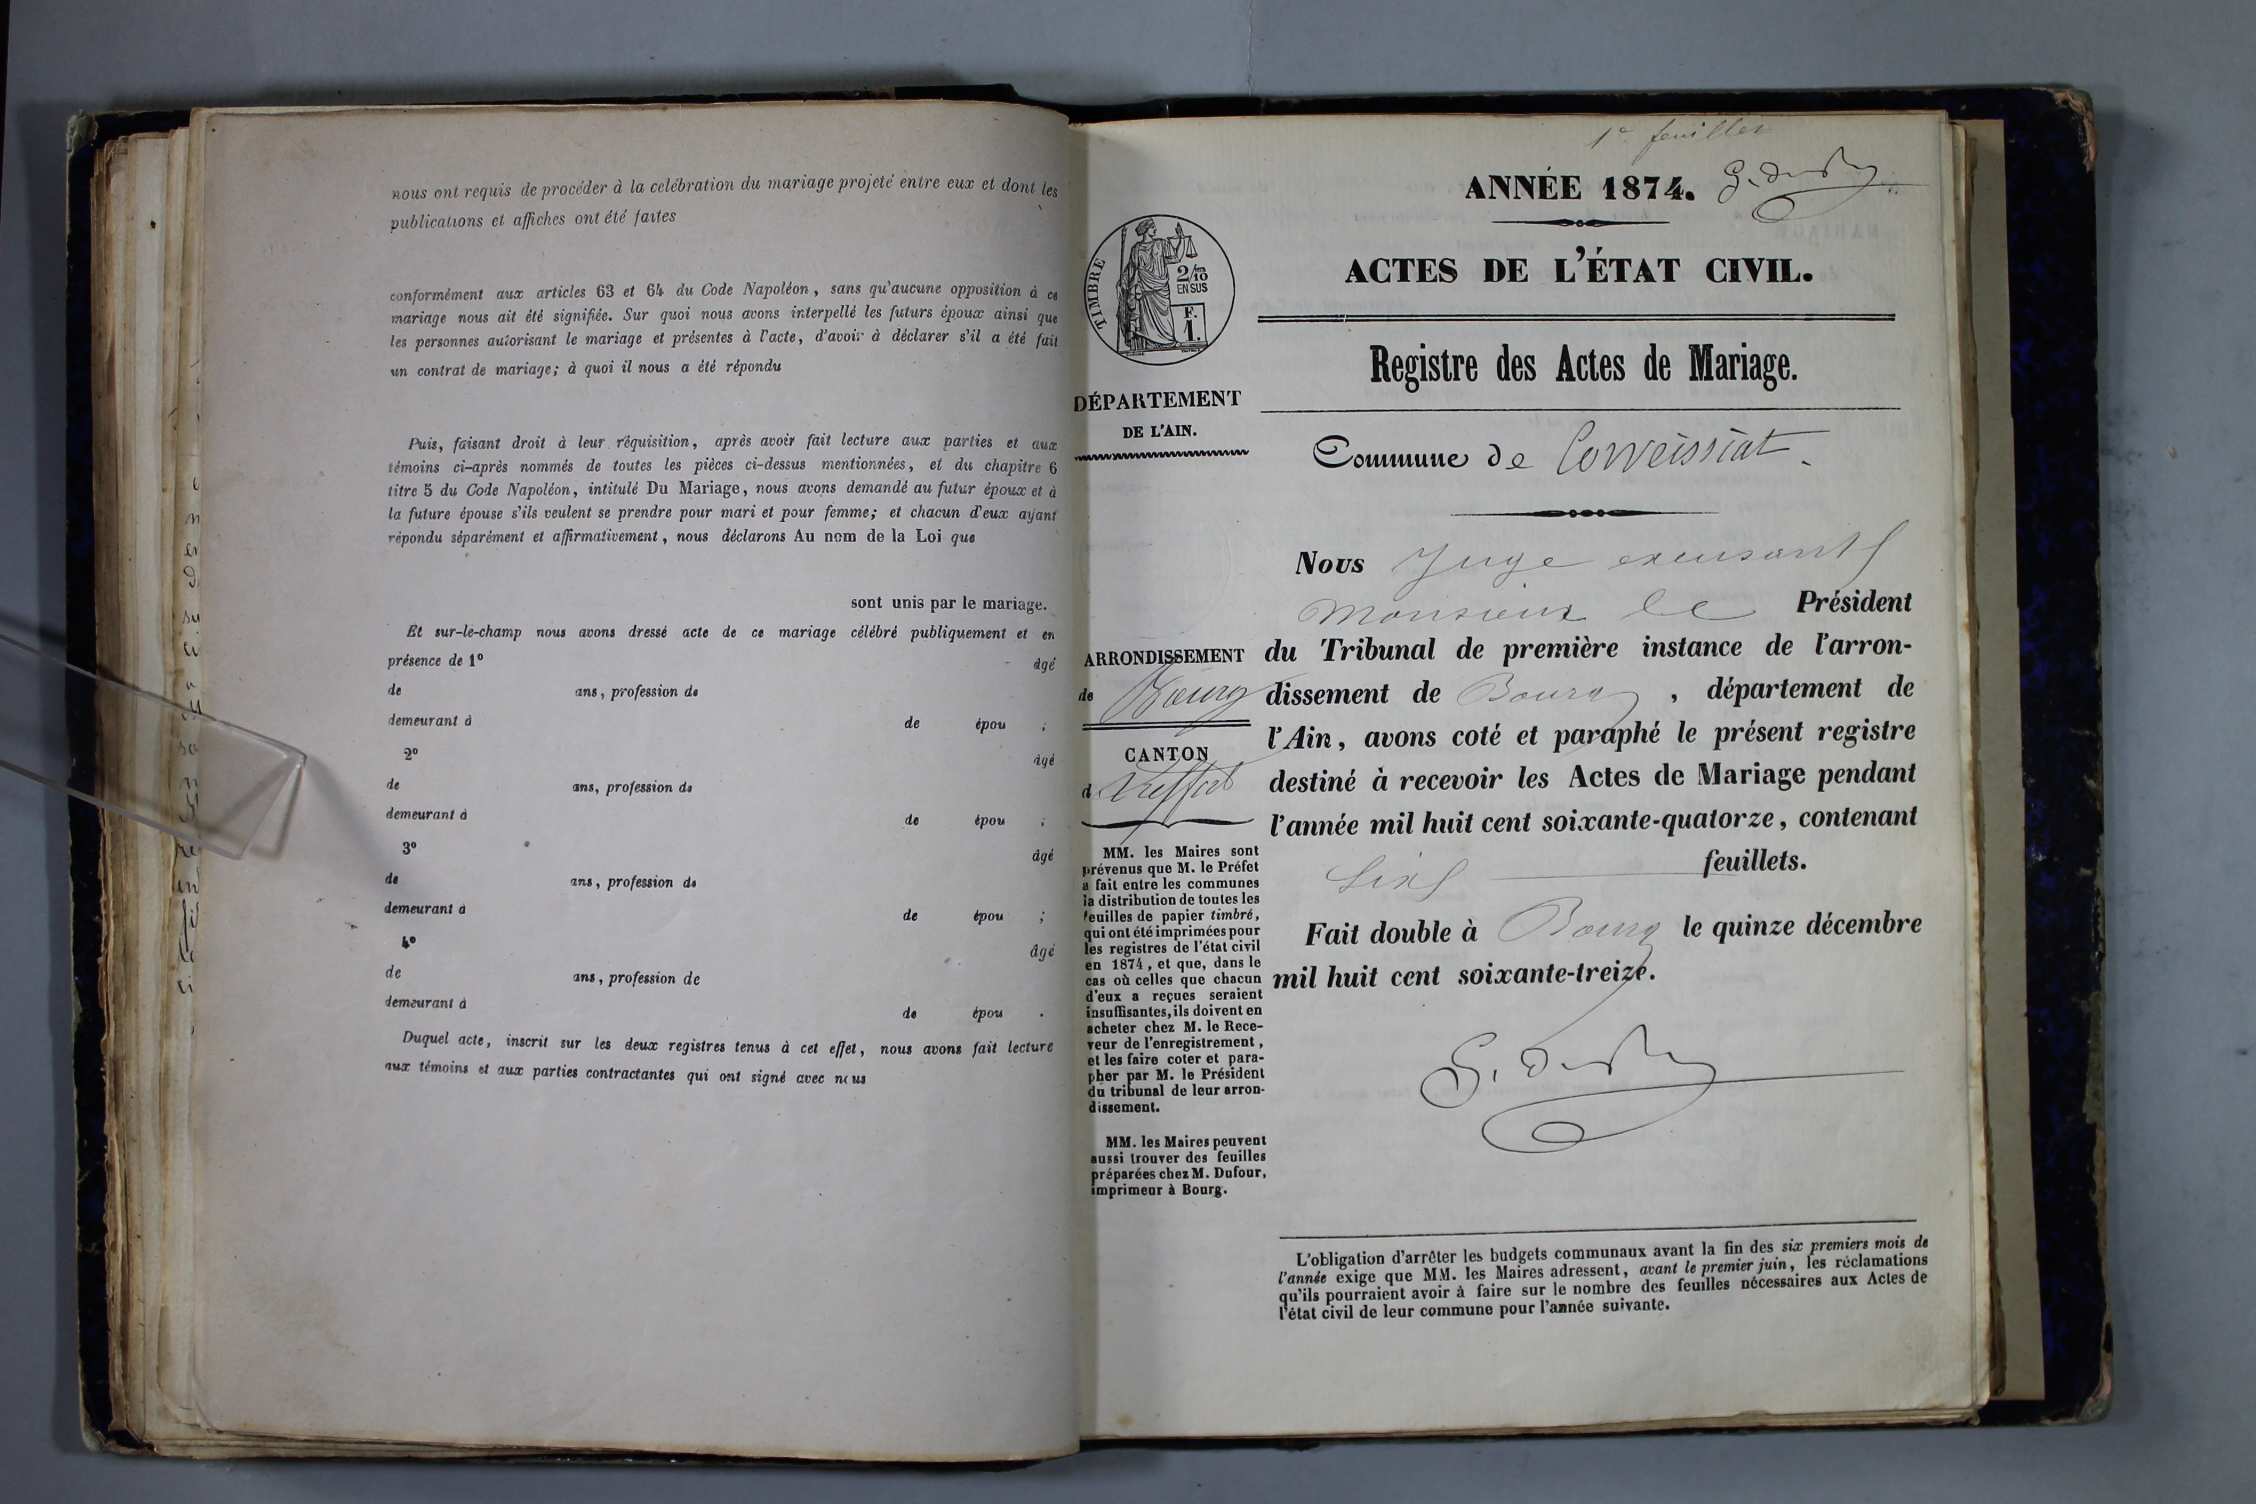 nous ont requis de procéder à la celébration du mariage projeté entre eux et dont les
publications et affiches ont été faites
conformément aux articles 63 et 64 du Code Napoléon, sans qu'aucune opposition à ce
mariage nous ait été signifiée. Sur quoi nous avons interpellé les futurs époux ainsi que
les personnes autorisant le mariage et présentes à l'acte, d'avoir à déclarer s'il a été fait
un contrat de mariage; à quoi il nous a été répondu
Puis, faisant droit à leur réquisition, après avoir fait lecture aux parties et aux
témoins ci-après nommés de toutes les pièces ci-dessus mentionnées, et du chapitre 6
titre 5 du Code Napoléon, intitulé Du Mariage, nous avons demandé au futur époux et à
la future épouse s'ils veulent se prendre pour mari et pour femme; et chacun d'eux ayant
répondu séparément et affirmativement, nous déclarons Au nom de la Loi que
sont unis par le mariage.
Et sur-le-champ nous avons dressé acte de ce mariage célébré publiquement et en
présence de 1º âgé
de ans, profession de
demeurant à de épou ;
2º âgé
de ans, profession de
demeurant à de épou ;
3º âgé
de ans, profession de
demeurant à de épou ;
4º âgé
de ans, profession de
demeurant à de épou .
Duquel acte, inscrit sur les deux registres tenus à cet effet, nous avons fait lecture
aux témoins et aux parties contractantes qui ont signé avec nous
1e feuillet
ANNÉE 1874.
ACTES DE L'ÉTAT CIVIL.
TIMBRE
2/10
EN SUS
F.
1.
Registre des Actes de Mariage.
DÉPARTEMENT
DE L'AIN.
Commune de Corveissiat.
Nous Juge excusant
Monsieur le Président
du Tribunal de première instance de l'arron-
dissement de Bourg, département de
l'Ain, avons coté et paraphé le présent registre
destiné à recevoir les Actes de Mariage pendant
l'année mil huit cent soixante-quatorze, contenant
six feuillets.
Fait double à Bourg le quinze décembre
mil huit cent soixante-treize.
ARRONDISSEMENT
de Bourg
CANTON
d Treffort
MM. les Maires sont
prévenus que M. le Préfet
a fait entre les communes
la distribution de toutes les
feuilles de papier timbré,
qui ont été imprimées pour
les registres de l'état civil
en 1874, et que, dans le
cas où celles que chacun
d'eux a reçues seraient
insuffisantes, ils doivent en
acheter chez M. le Rece-
veur de l'enregistrement,
et les faire coter et para-
pher par M. le Président
du tribunal de leur arron-
dissement.
MM. les Maires peuvent
aussi trouver des feuilles
préparées chez M. Dufour,
imprimeur à Bourg.
L'obligation d'arrêter les budgets communaux avant la fin des six premiers mois de
l'année exige que MM. les Maires adressent, avant le premier juin, les réclamations
qu'ils pourraient avoir à faire sur le nombre des feuilles nécessaires aux Actes de
l'état civil de leur commune pour l'année suivante.